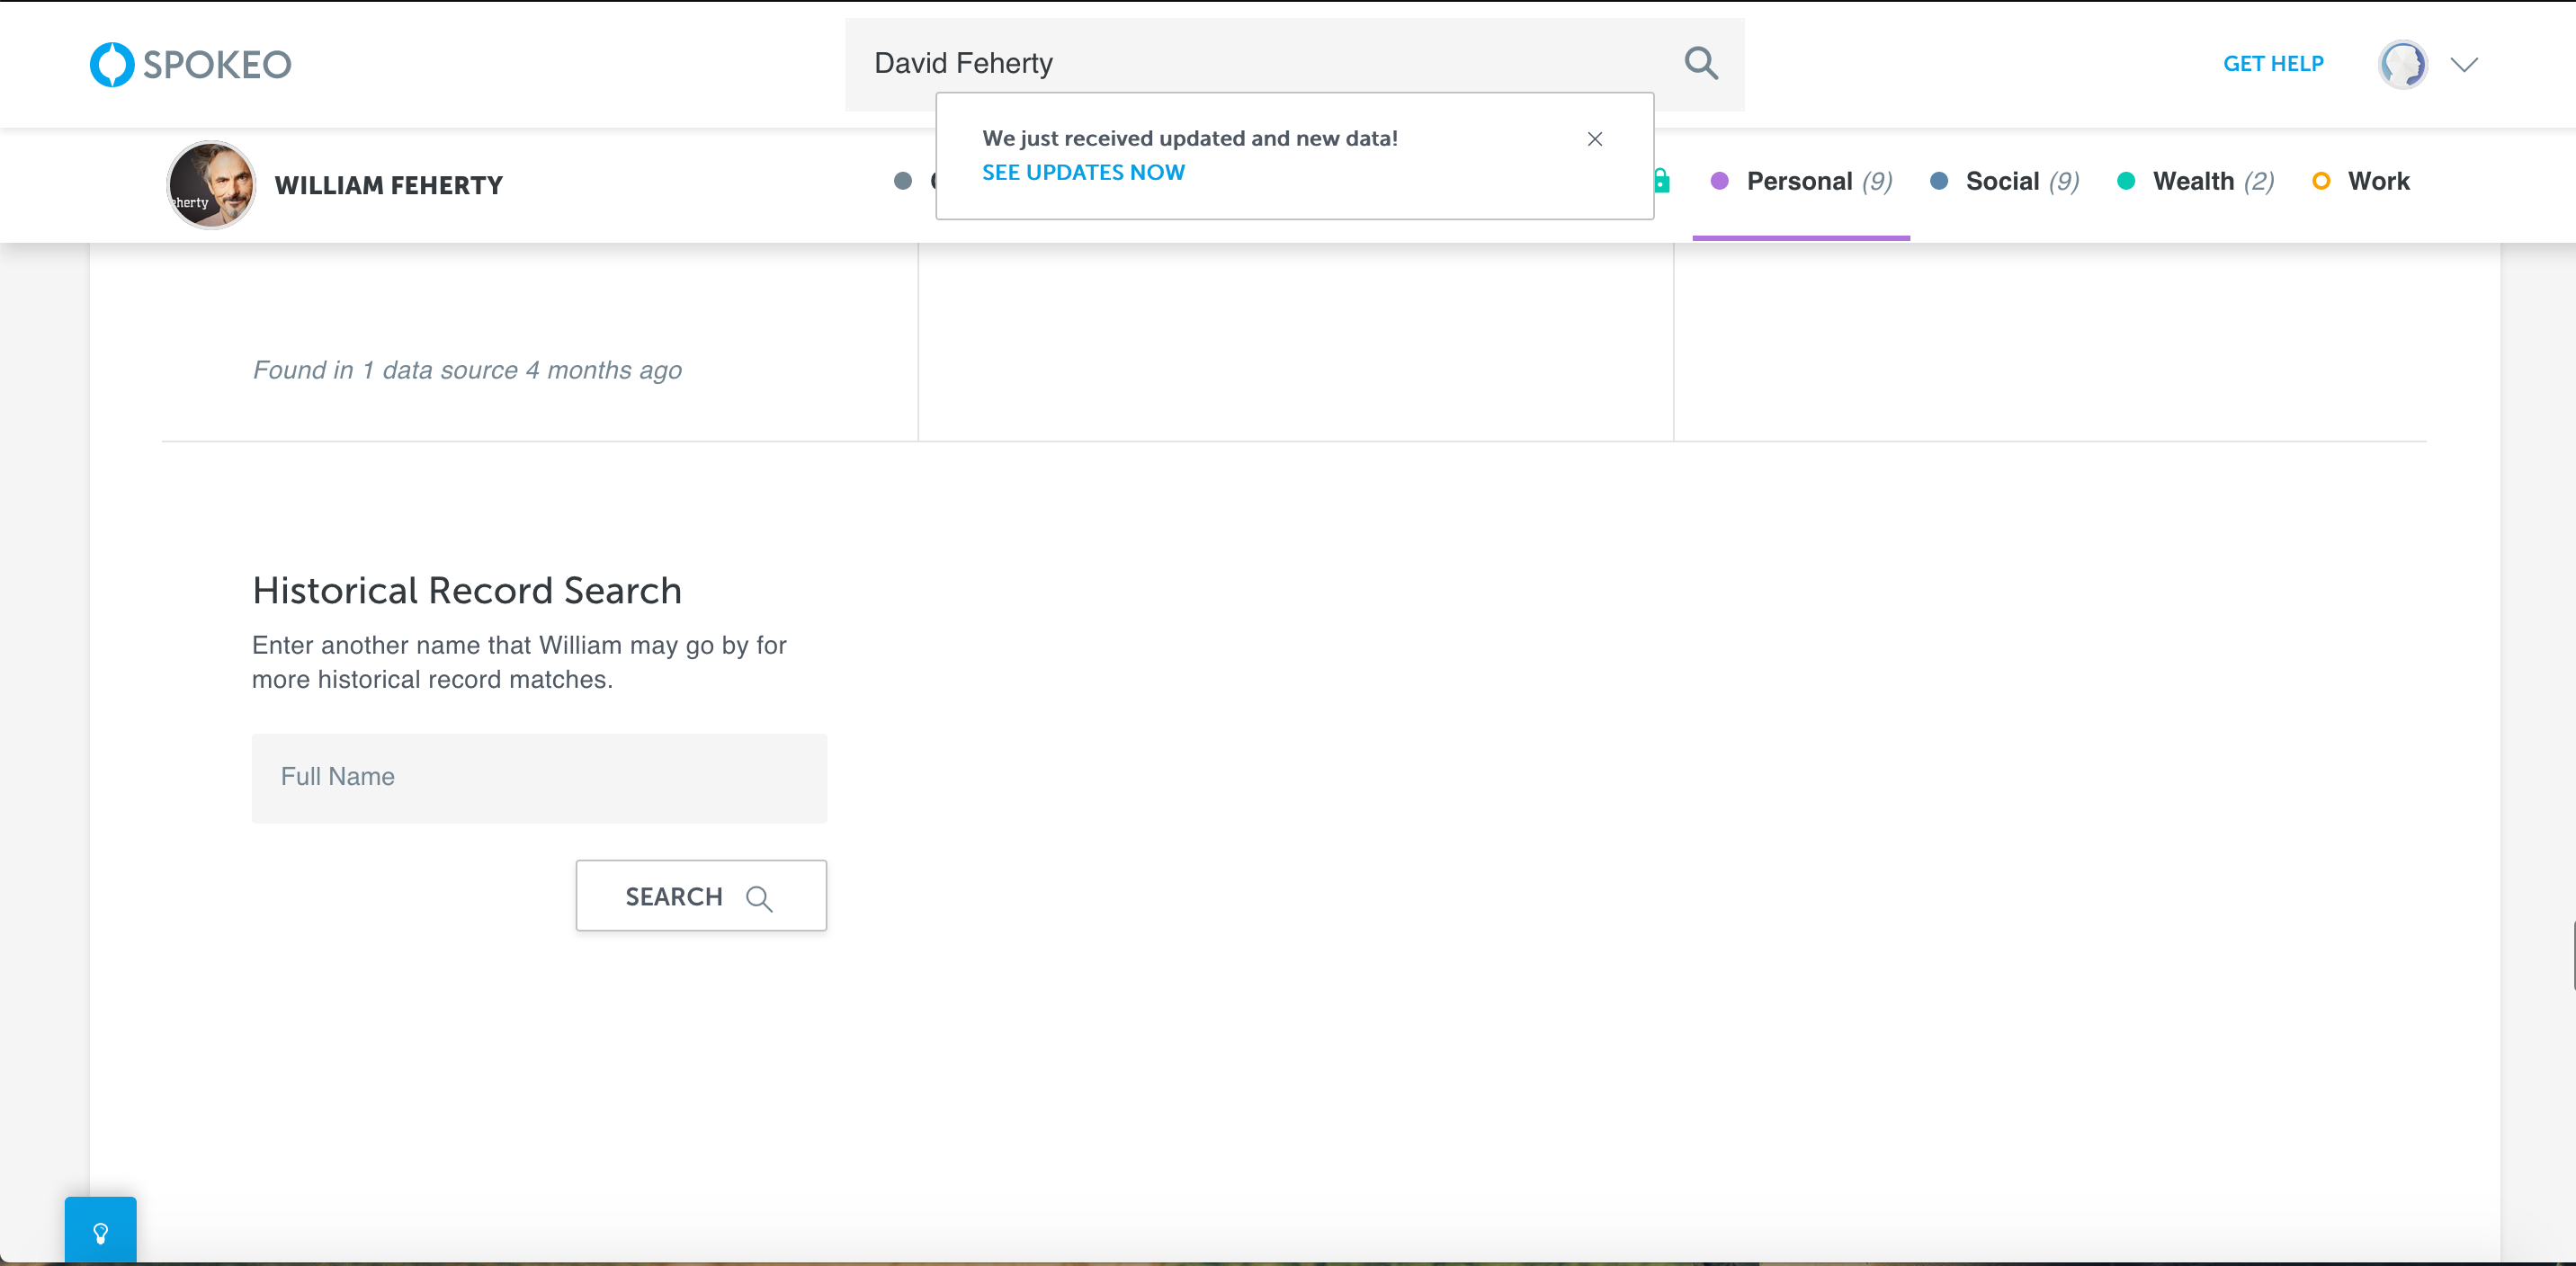 SPOKEO
David Feherty
GET HELP
We just received updated and new data!
SEE UPDATES NOW
eherty
WILLIAM FEHERTY
Personal (9)
Social (9)
Wealth (2)
Work
Found in 1 data source 4 months ago
Historical Record Search
Enter another name that William may go by for
more historical record matches.
Full Name
SEARCH